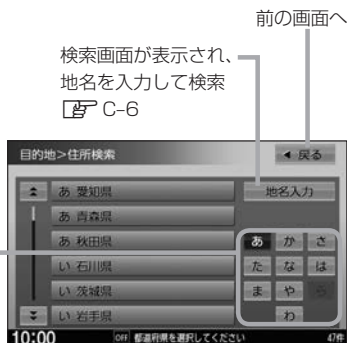 前の画面へ
検索画面が表示され、
地名を入力して検索
C-6
目的地>住所検索
戻る
あ 愛知県
地名入力
あ 青森県
あ 秋田県
あ か さ
い 石川県
た な は
い 茨城県
ま や ら
い 岩手県
わ
10:00 OFF 都道府県を選択してください 47件